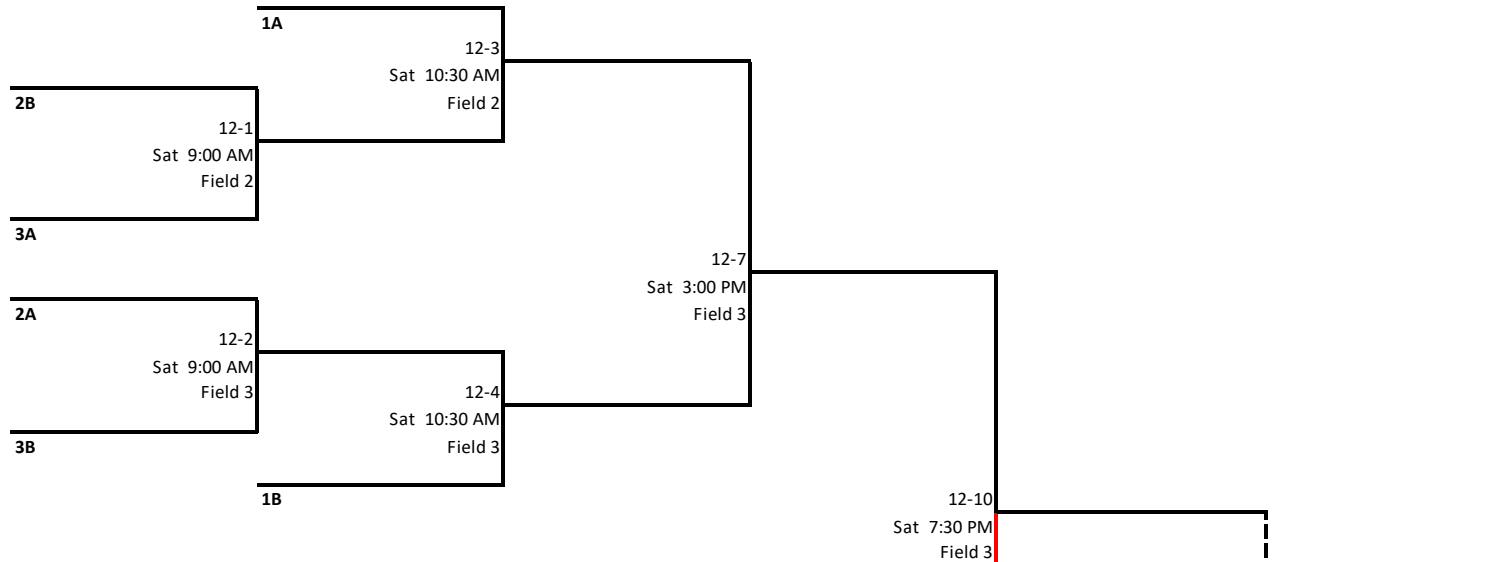 1A
12-3
Sat 10:30 AM
Field 2
2B
12-1
Sat 9:00 AM
Field 2
3A
12-7
Sat 3:00 PM
Field 3
2A
12-2
Sat 9:00 AM
Field 3
3B
12-4
Sat 10:30 AM
Field 3
1B
12-10
Sat 7:30 PM
Field 3